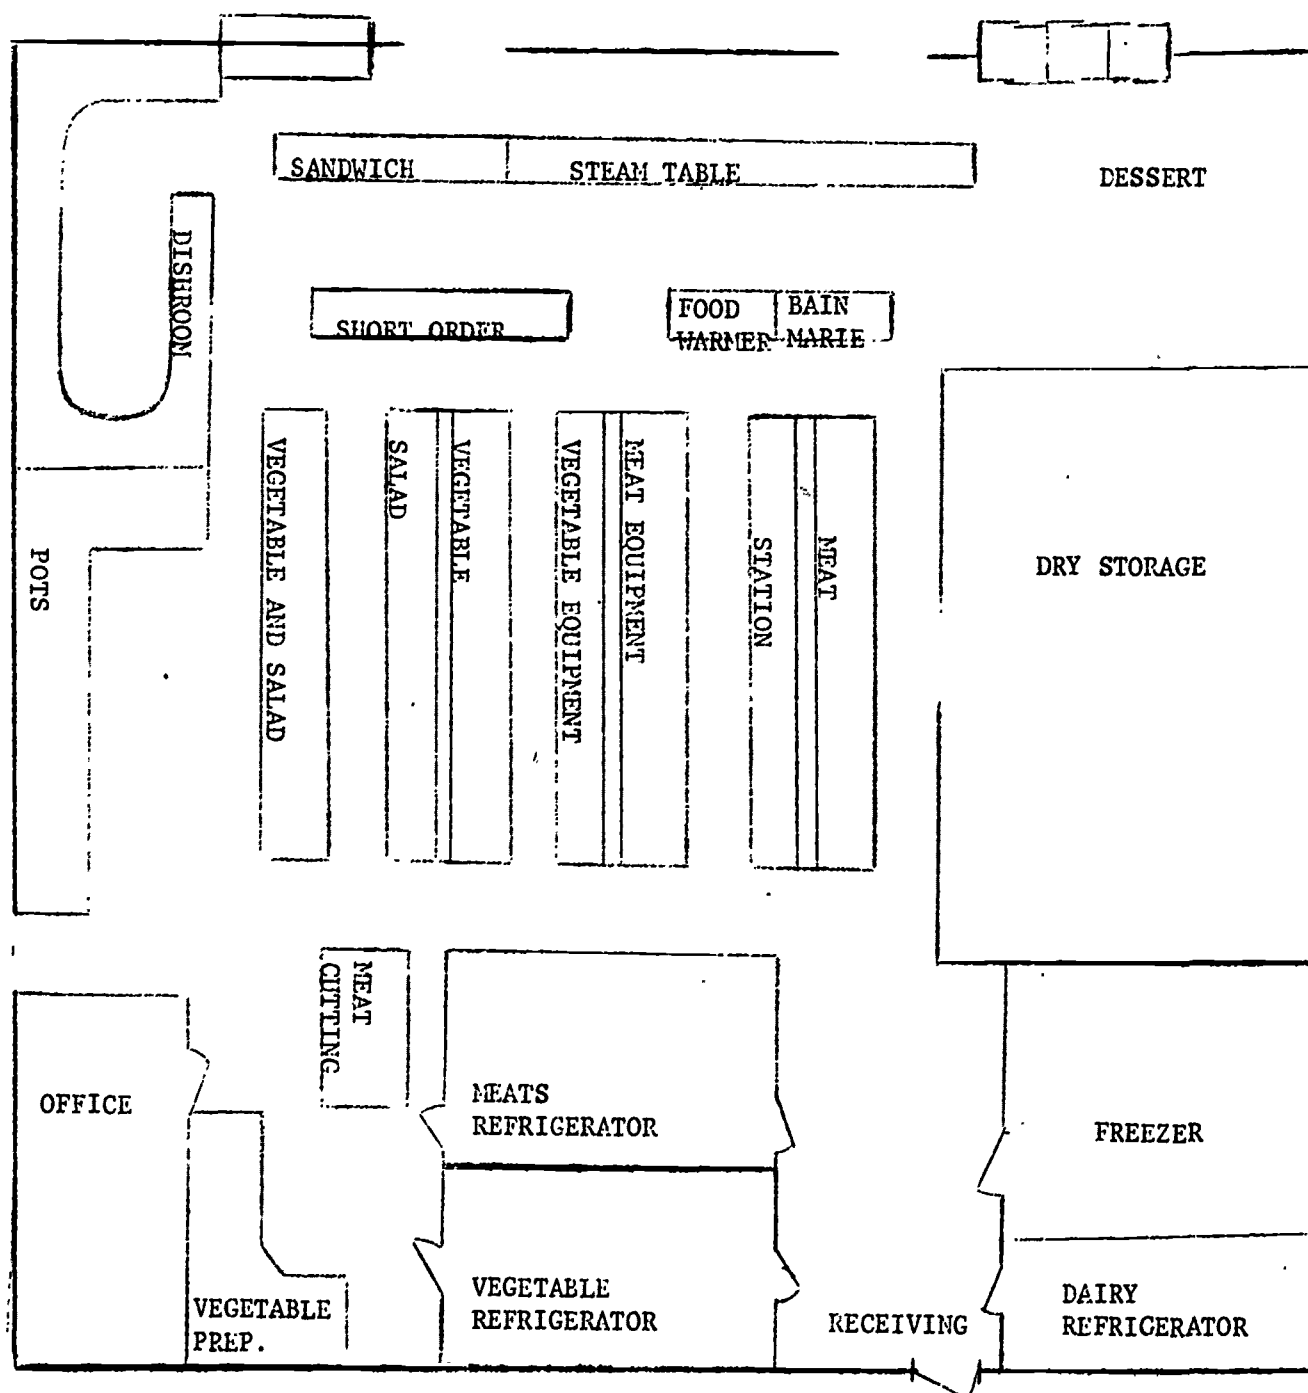 SANDWICH
STEAM TABLE
DESSERT
DISHROOM
SHORT ORDER
FOOD
WARMER
BAIN
MARIE
VEGETABLE AND SALAD
SALAD
VEGETABLE
VEGETABLE EQUIPMENT
MEAT EQUIPMENT
STATION
MEAT
DRY STORAGE
POTS
MEAT
CUTTING
OFFICE
MEATS
REFRIGERATOR
FREEZER
VEGETABLE
PREP.
VEGETABLE
REFRIGERATOR
RECEIVING
DAIRY
REFRIGERATOR